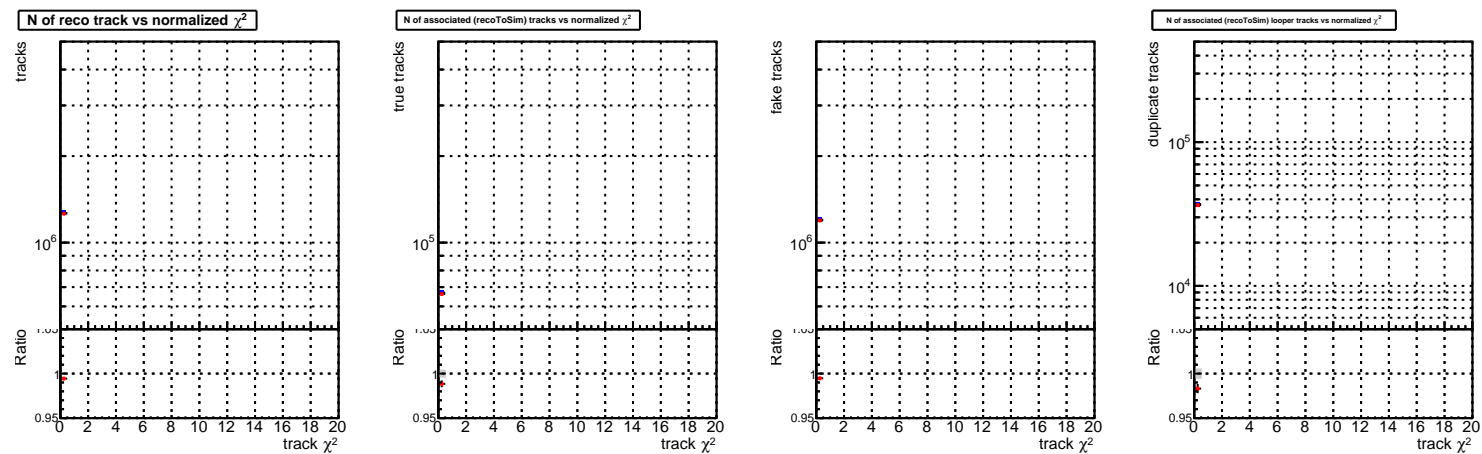 N of reco track vs normalized χ²
tracks
10⁶
Ratio
1
0.95
0 2 4 6 8 10 12 14 16 18 20
track χ²
N of associated (recoToSim) tracks vs normalized χ²
true tracks
10⁵
Ratio
1
0.95
0 2 4 6 8 10 12 14 16 18 20
track χ²
fake tracks
10⁶
Ratio
1
0.95
0 2 4 6 8 10 12 14 16 18 20
track χ²
N of associated (recoToSim) looper tracks vs normalized χ²
duplicate tracks
10⁵
10⁴
Ratio
1
0.95
0 2 4 6 8 10 12 14 16 18 20
track χ²